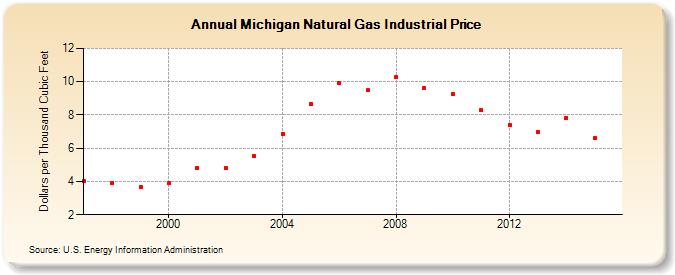 Annual Michigan Natural Gas Industrial Price
Dollars per Thousand Cubic Feet
12
10
8
6
4
2
2000 2004 2008 2012
Source: U.S. Energy Information Administration